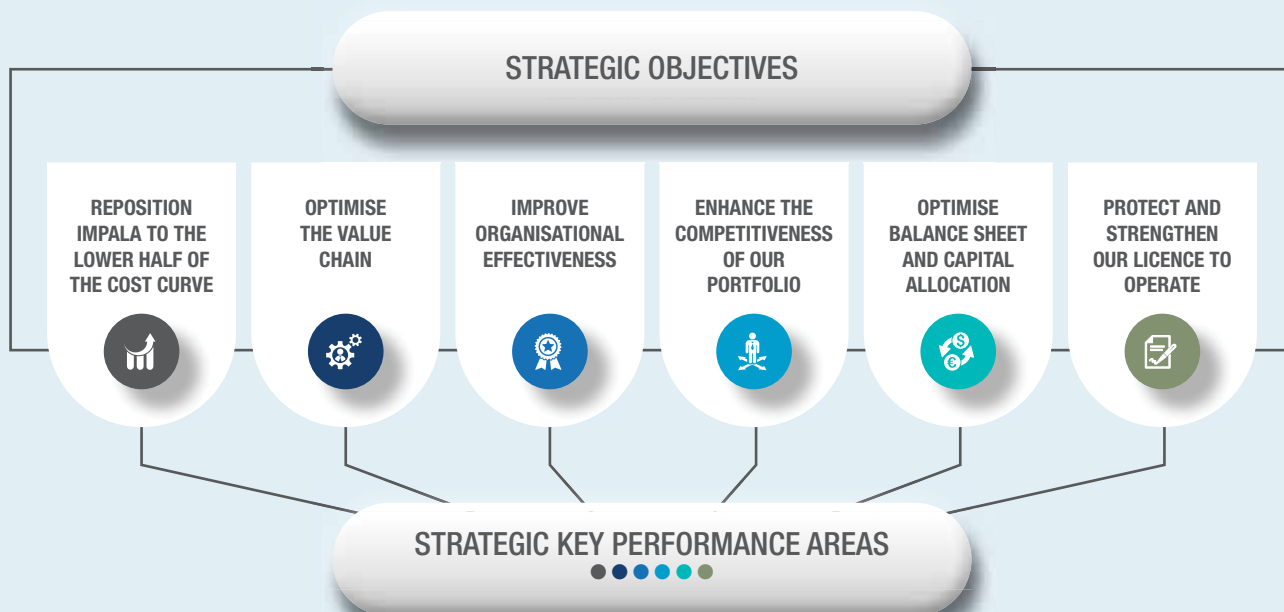 STRATEGIC OBJECTIVES
REPOSITION
IMPALA TO THE
LOWER HALF OF
THE COST CURVE
OPTIMISE
THE VALUE
CHAIN
IMPROVE
ORGANISATIONAL
EFFECTIVENESS
ENHANCE THE
COMPETITIVENESS
OF OUR
PORTFOLIO
OPTIMISE
BALANCE SHEET
AND CAPITAL
ALLOCATION
PROTECT AND
STRENGTHEN
OUR LICENCE TO
OPERATE
$
€
STRATEGIC KEY PERFORMANCE AREAS